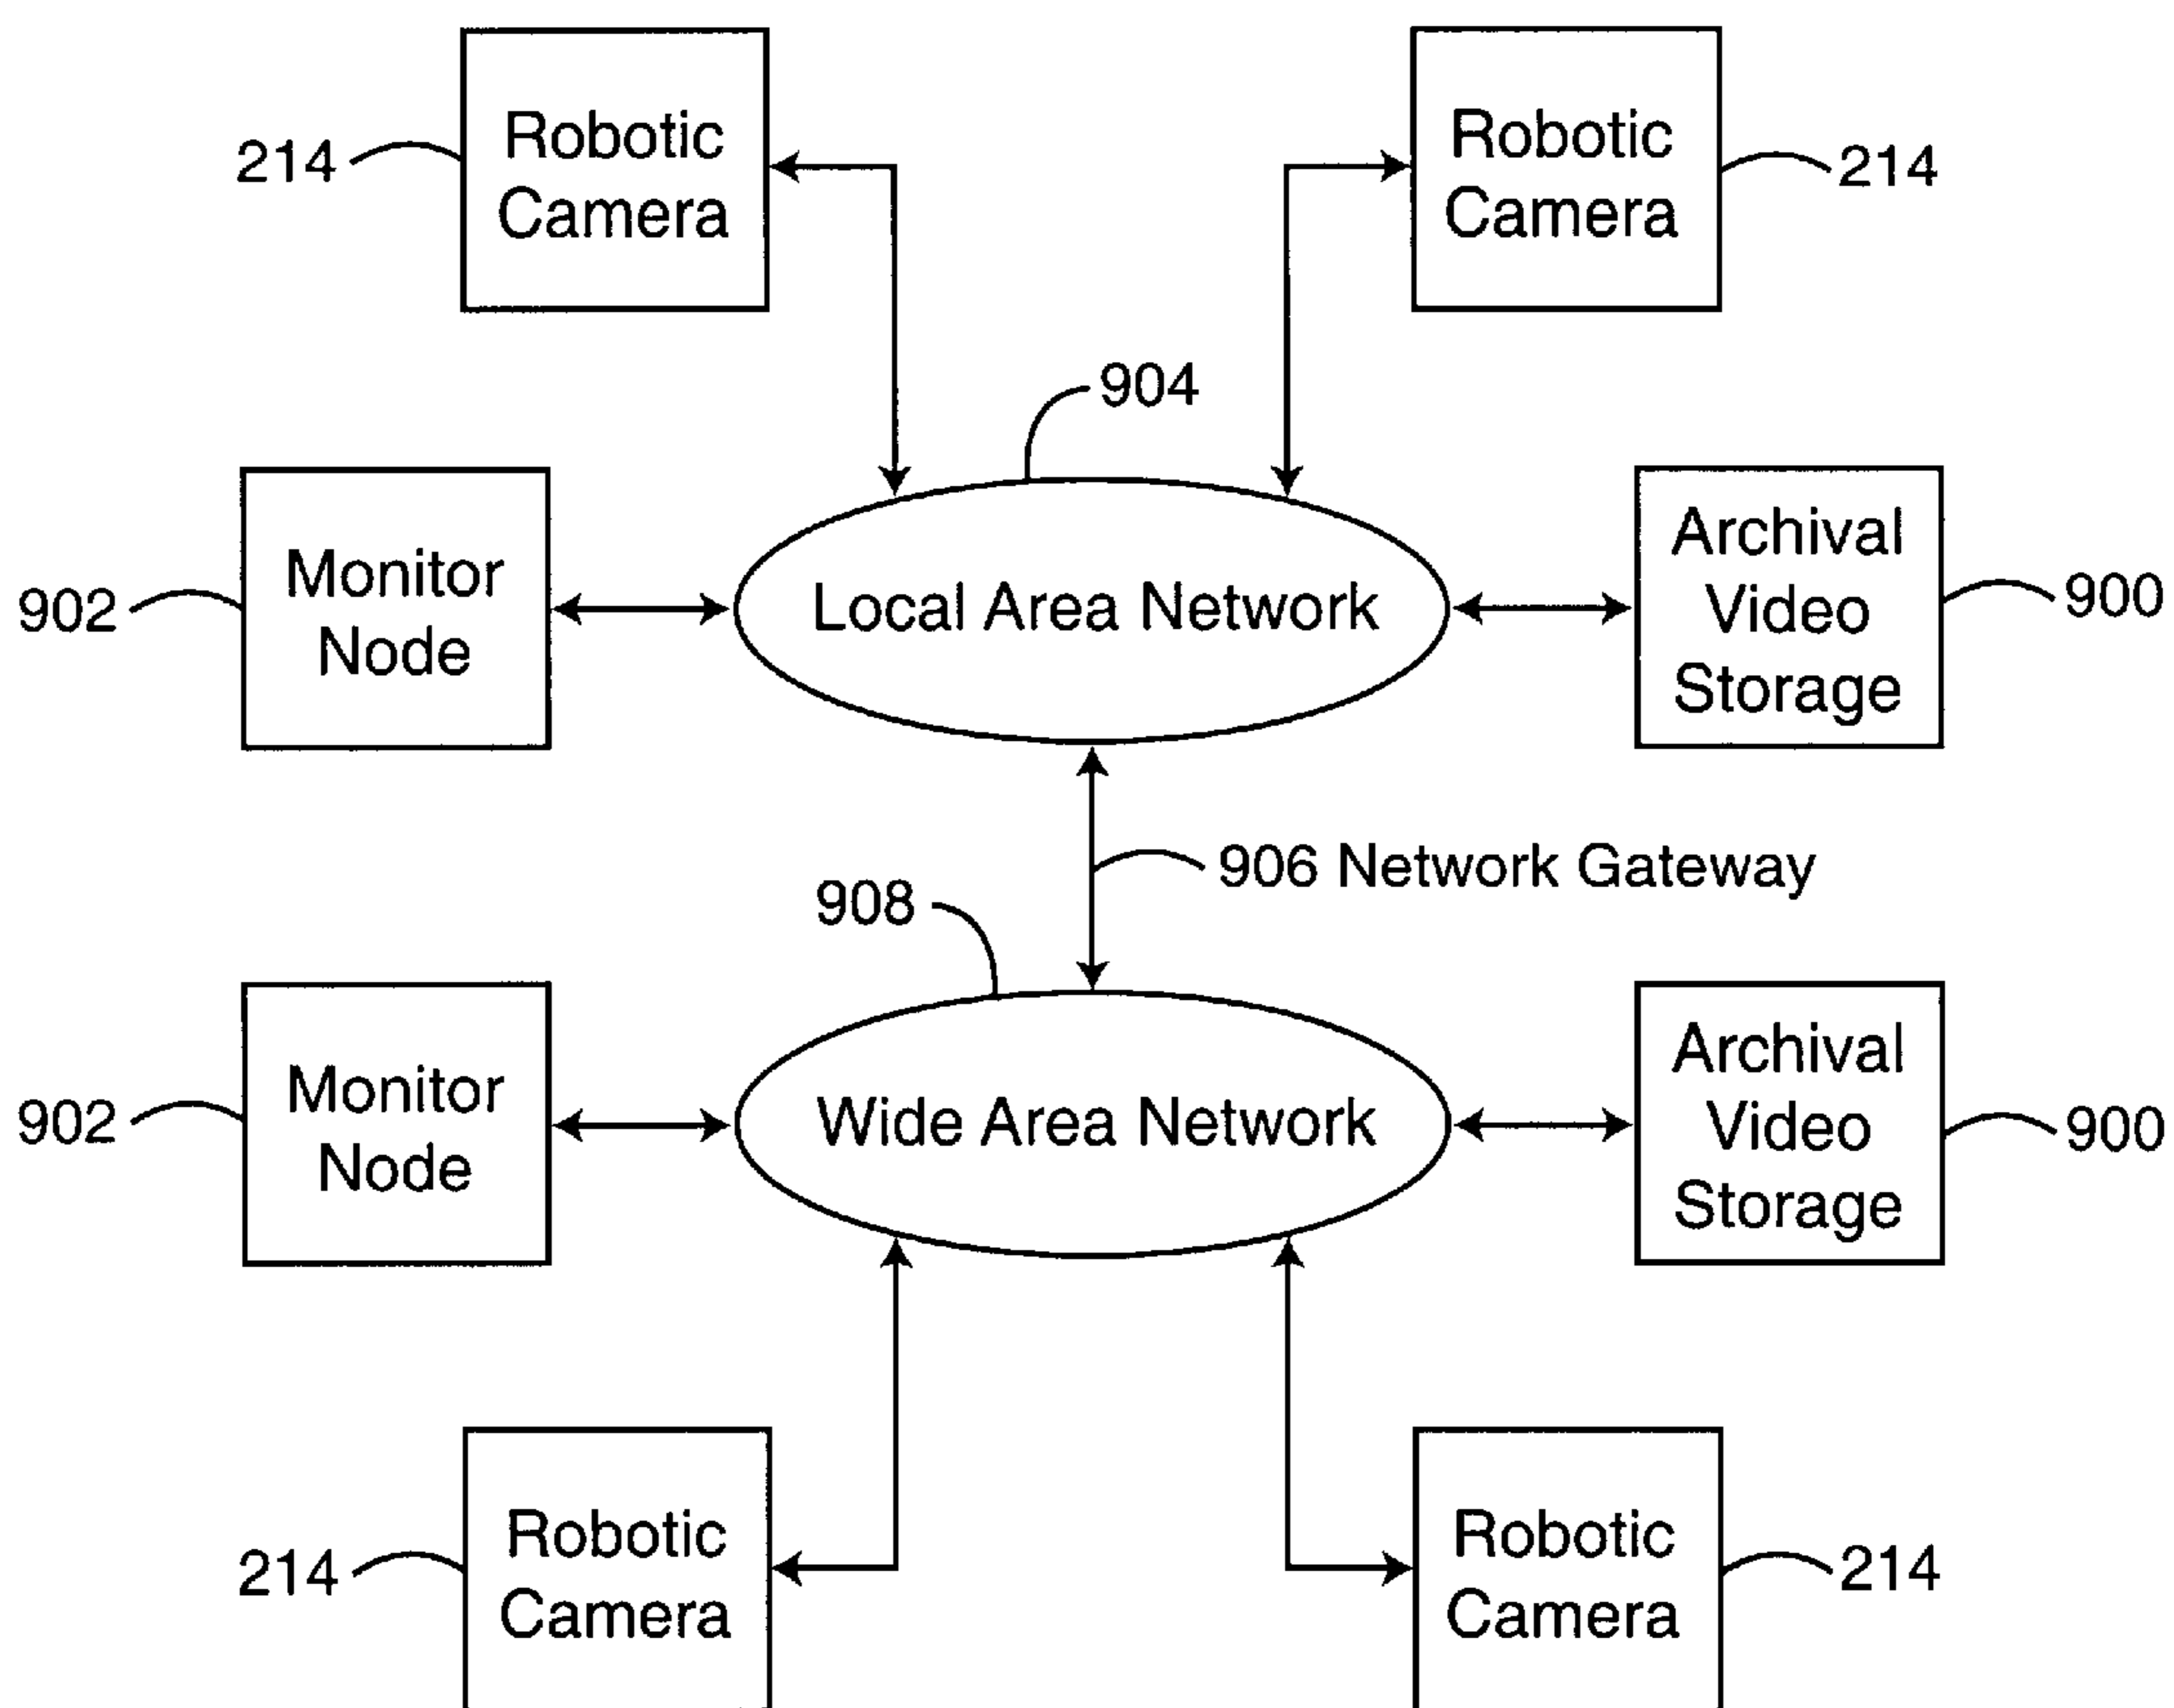 214
Robotic
Camera
Robotic
Camera
214
904
902
Monitor
Node
Local Area Network
Archival
Video
Storage
900
906 Network Gateway
908
902
Monitor
Node
Wide Area Network
Archival
Video
Storage
900
214
Robotic
Camera
Robotic
Camera
214